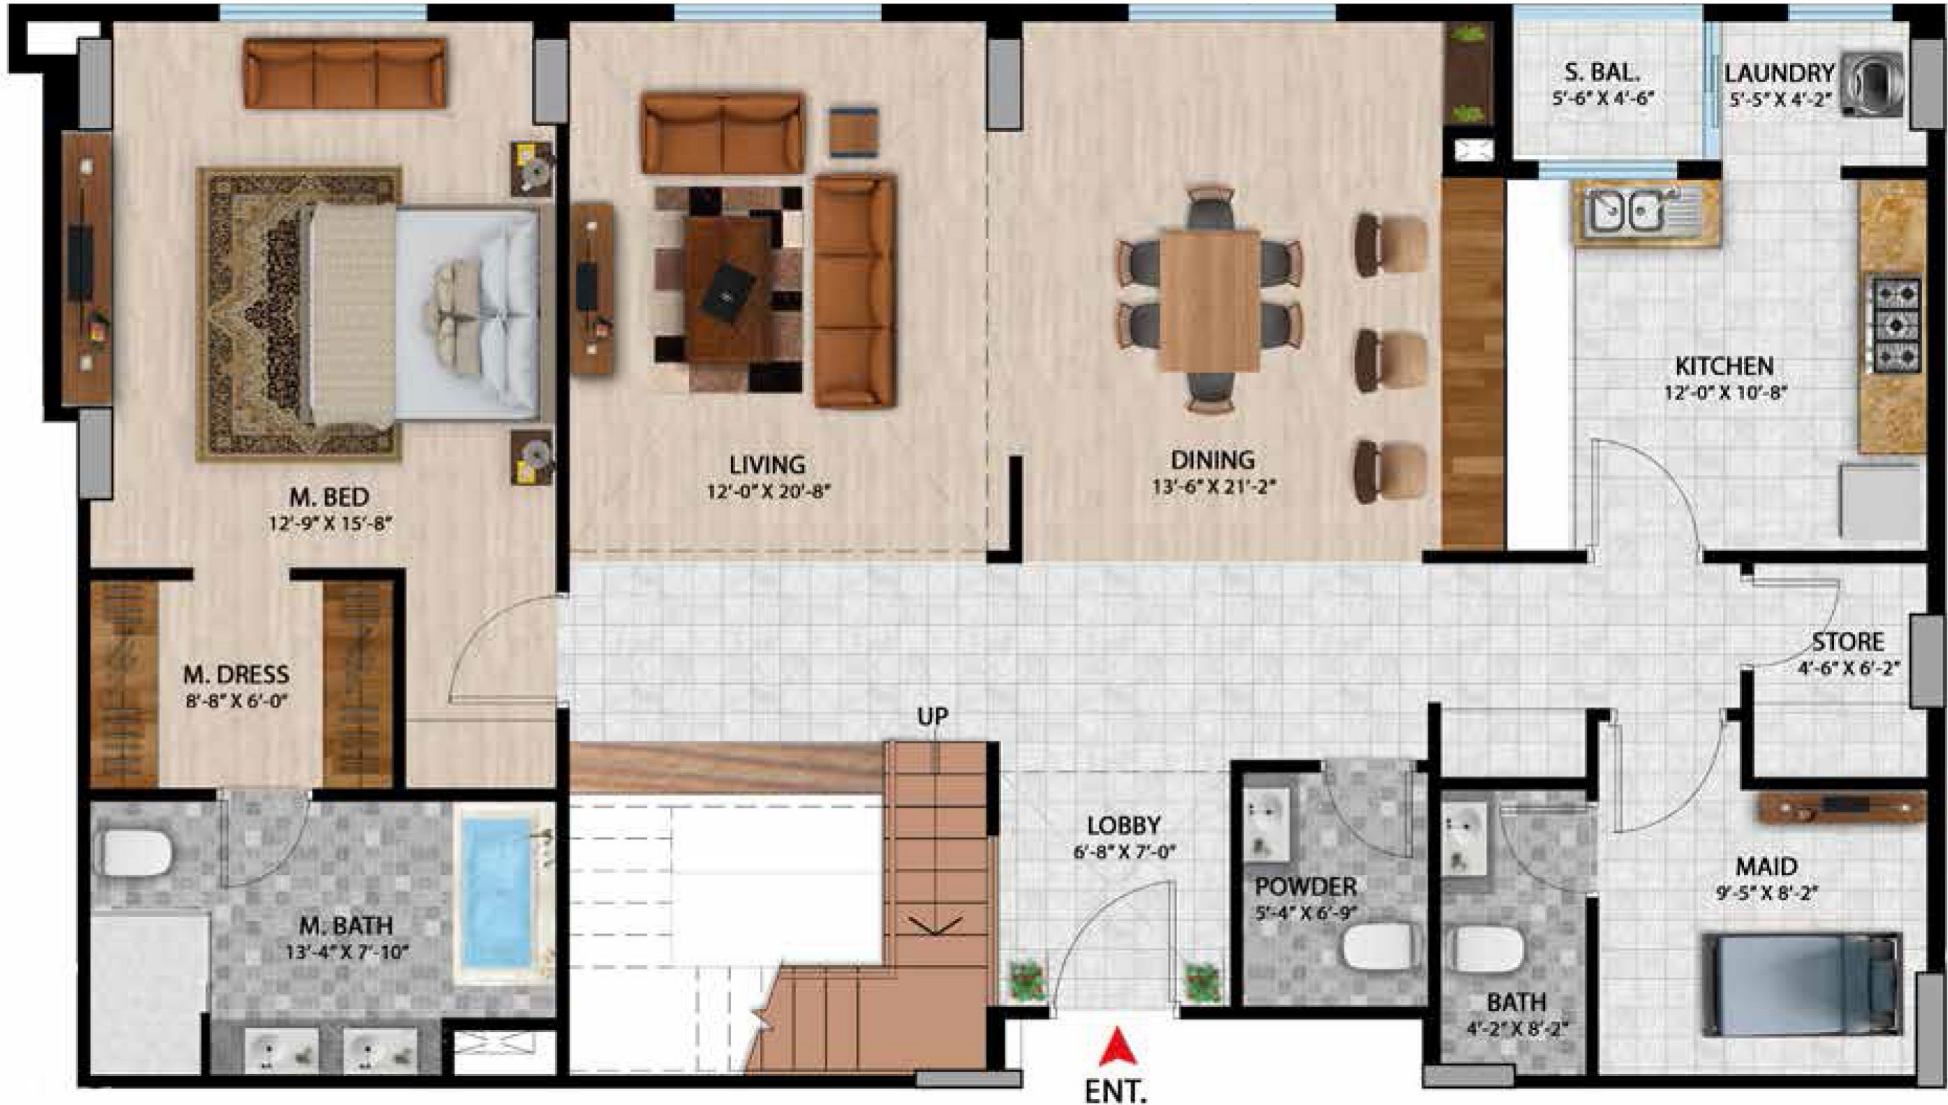 S. BAL.
5'-6" X 4'-6"
LAUNDRY
5'-5" X 4'-2"
KITCHEN
12'-0" X 10'-8"
LIVING
12'-0" X 20'-8"
DINING
13'-6" X 21'-2"
M. BED
12'-9" X 15'-8"
STORE
4'-6" X 6'-2"
M. DRESS
8'-8" X 6'-0"
UP
LOBBY
6'-8" X 7'-0"
POWDER
5'-4" X 6'-9"
MAID
9'-5" X 8'-2"
M. BATH
13'-4" X 7'-10"
BATH
4'-2" X 8'-2"
ENT.